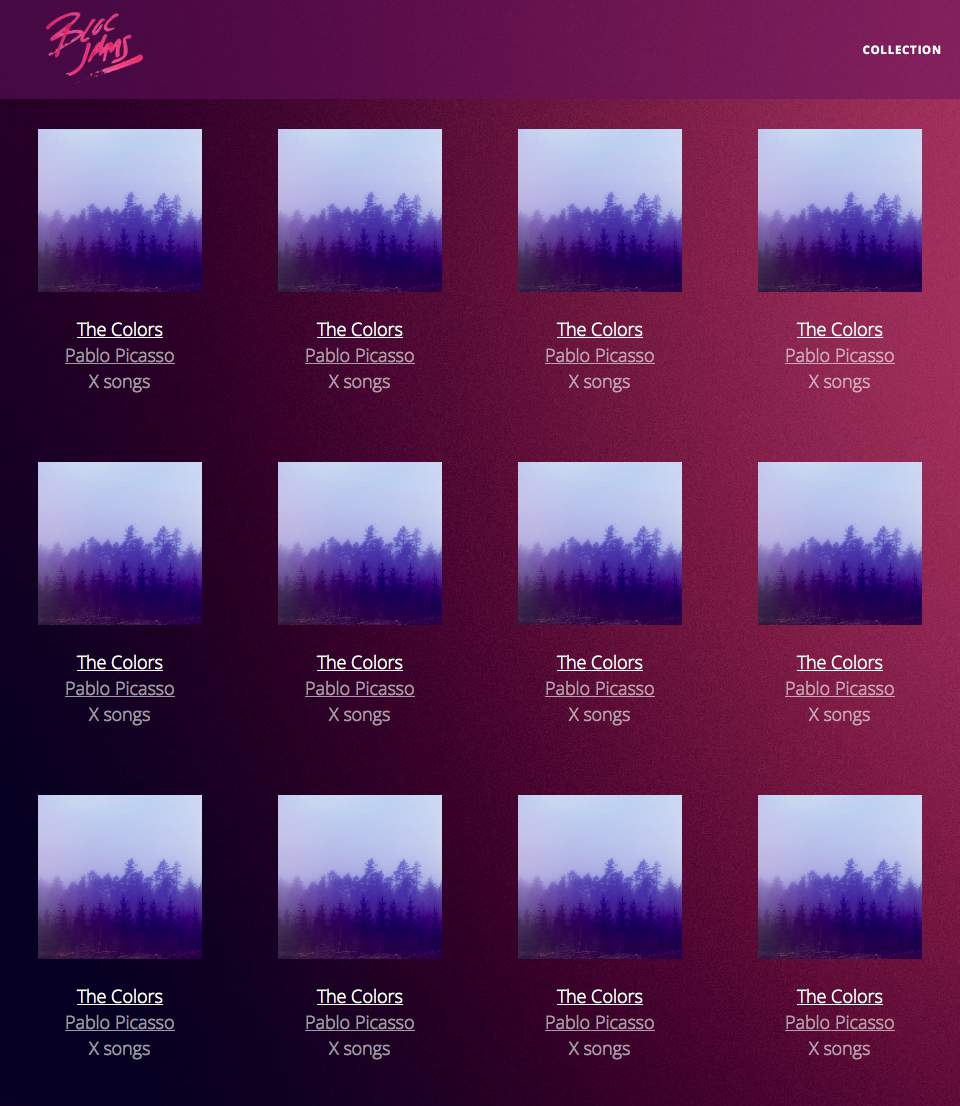 Bloc
Jams
COLLECTION
The Colors The Colors The Colors The Colors
Pablo Picasso Pablo Picasso Pablo Picasso Pablo Picasso
X songs X songs X songs X songs
The Colors The Colors The Colors The Colors
Pablo Picasso Pablo Picasso Pablo Picasso Pablo Picasso
X songs X songs X songs X songs
The Colors The Colors The Colors The Colors
Pablo Picasso Pablo Picasso Pablo Picasso Pablo Picasso
X songs X songs X songs X songs